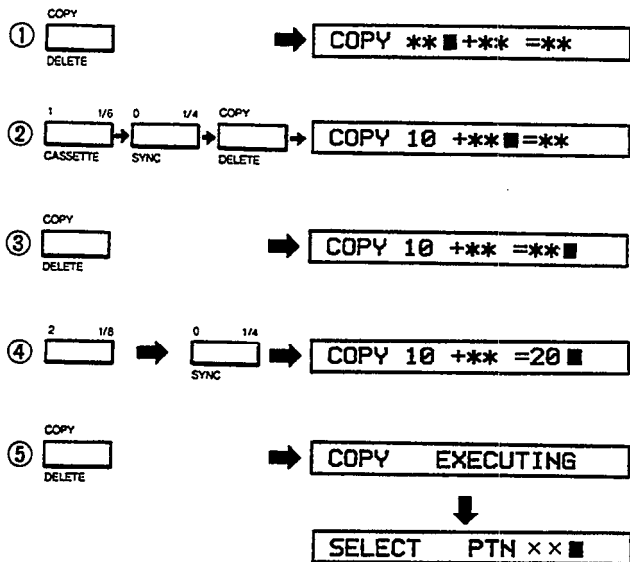 COPY
① DELETE COPY **■+** =**
1 1/6 0 1/4 COPY
② CASSETTE SYNC DELETE COPY 10 +**■=**
COPY
③ DELETE COPY 10 +** =**■
2 1/8 0 1/4
④ SYNC COPY 10 +** =20■
COPY
⑤ DELETE COPY EXECUTING
SELECT PTN ××■